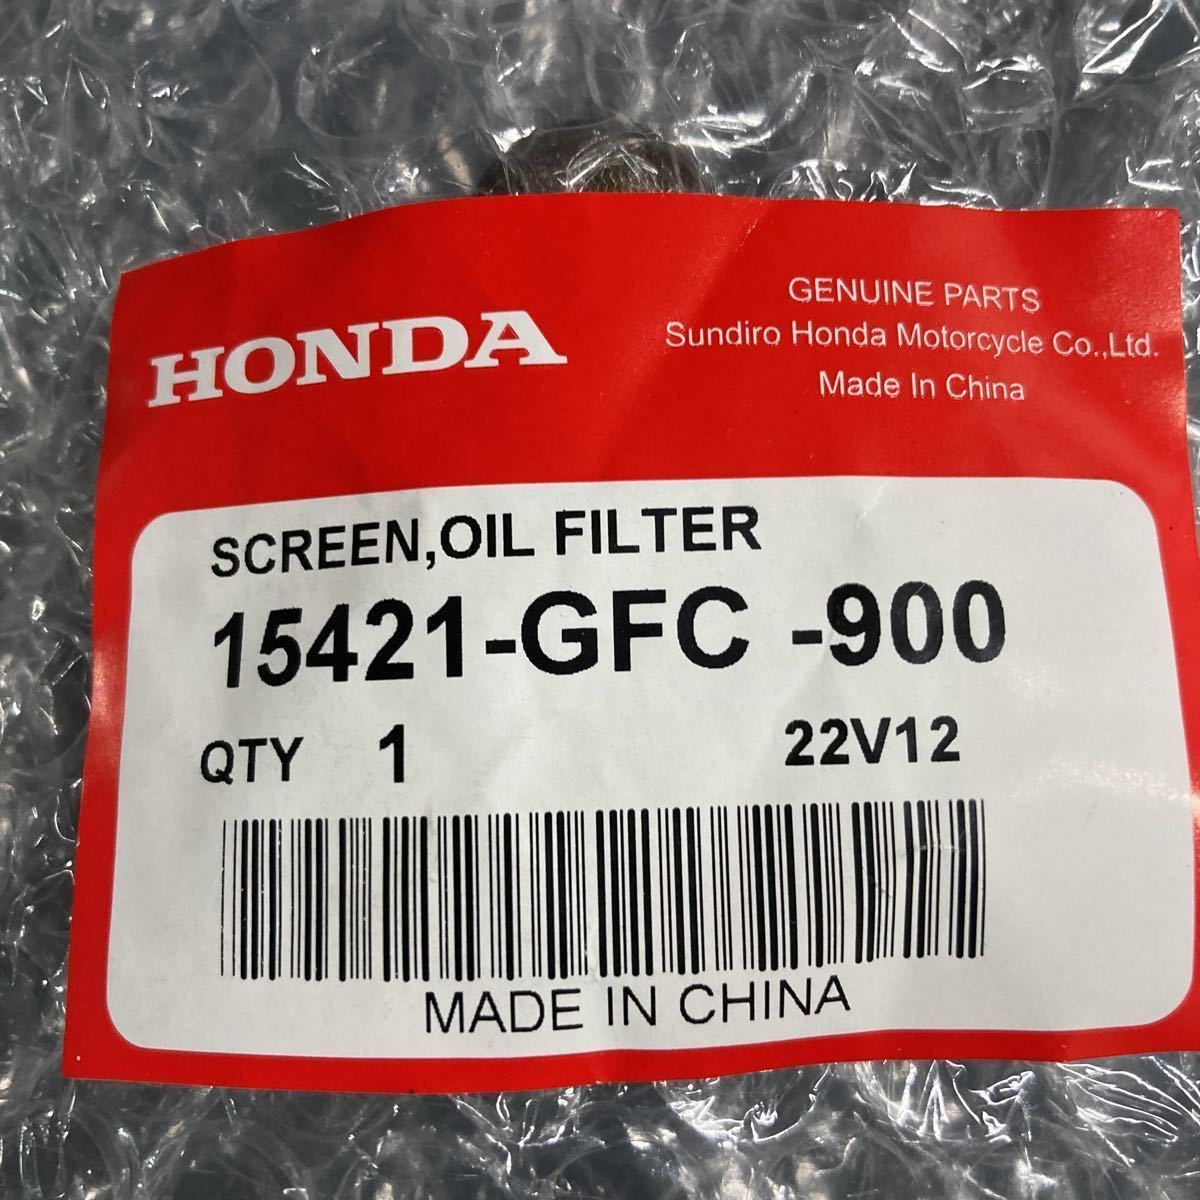 HONDA
GENUINE PARTS
Sundiro Honda Motorcycle Co.,Ltd.
Made In China
SCREEN,OIL FILTER
15421-GFC -900
QTY 1 22V12
MADE IN CHINA